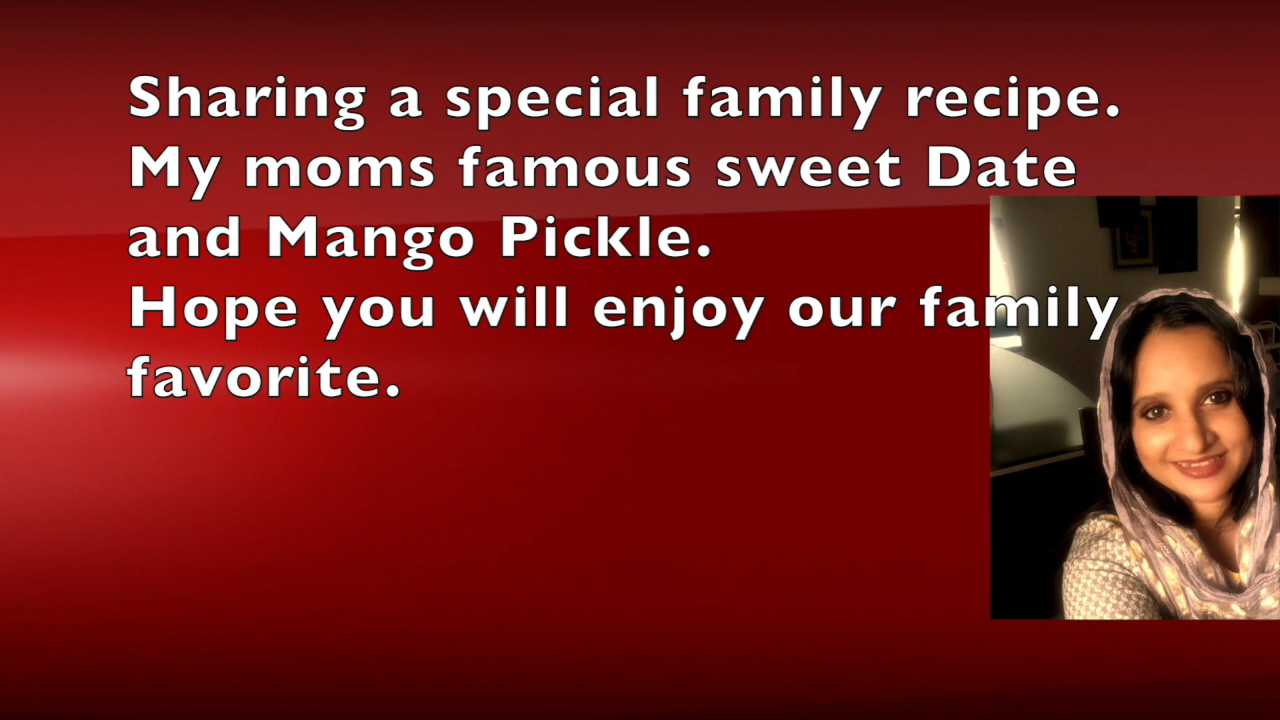 Sharing a special family recipe.
My moms famous sweet Date
and Mango Pickle.
Hope you will enjoy our family
favorite.